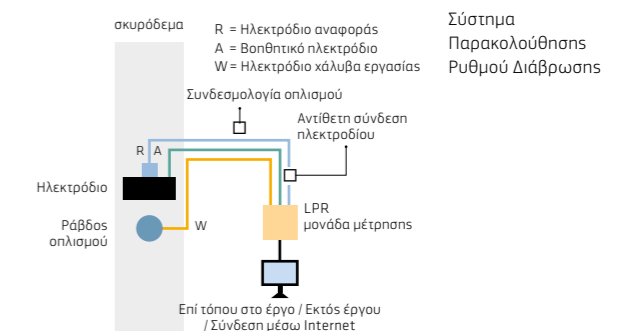 σκυρόδεμα
R = Ηλεκτρόδιο αναφοράς
A = Βοηθητικό ηλεκτρόδιο
W = Ηλεκτρόδιο χάλυβα εργασίας
Σύστημα
Παρακολούθησης
Ρυθμού Διάβρωσης
Συνδεσμολογία οπλισμού
Αντίθετη σύνδεση
ηλεκτροδίου
R A
Ηλεκτρόδιο
Ράβδος
οπλισμού
W
LPR
μονάδα μέτρησης
Επί τόπου στο έργο / Εκτός έργου
/ Σύνδεση μέσω Internet